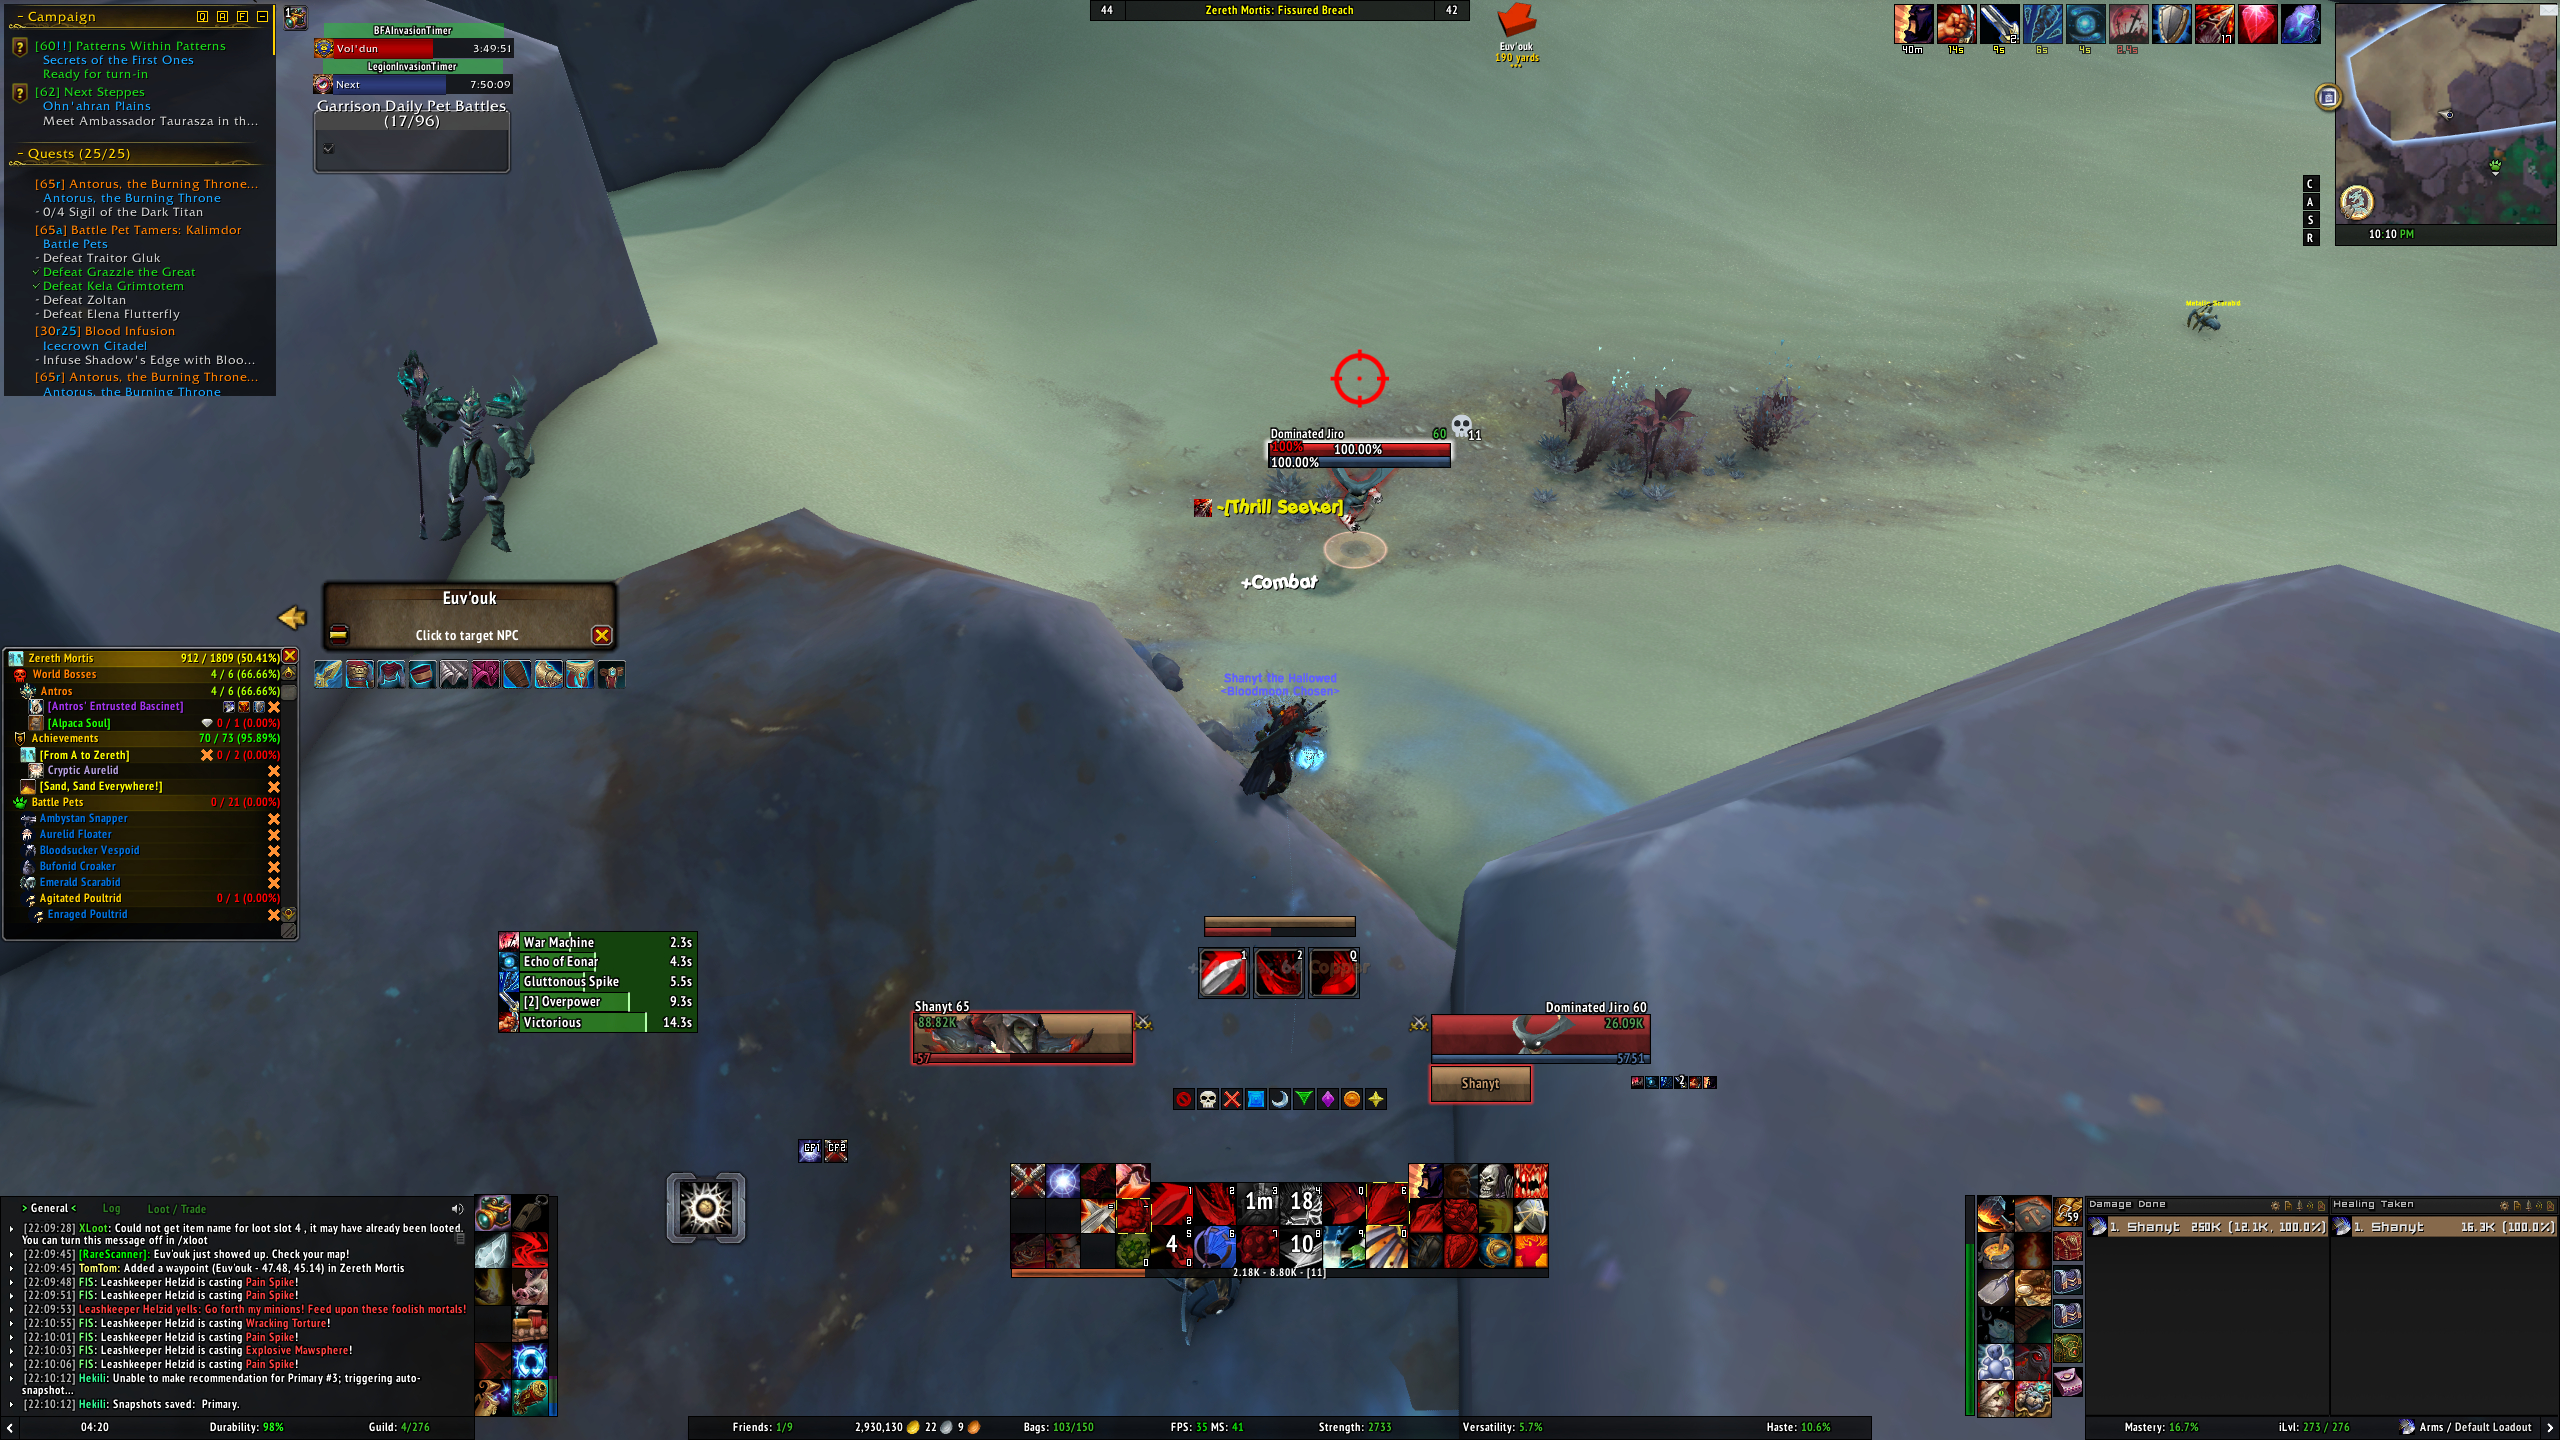 - Campaign
Q A F -
[60!!] Patterns Within Patterns
Secrets of the First Ones
Ready for turn-in
[62] Next Steppes
Ohn'ahran Plains
Meet Ambassador Taurasza in th...
- Quests (25/25)
[65r] Antorus, the Burning Throne...
Antorus, the Burning Throne
- 0/4 Sigil of the Dark Titan
[65a] Battle Pet Tamers: Kalimdor
Battle Pets
- Defeat Traitor Gluk
Defeat Grazzle the Great
Defeat Kela Grimtotem
- Defeat Zoltan
- Defeat Elena Flutterfly
[30r25] Blood Infusion
Icecrown Citadel
- Infuse Shadow's Edge with Bloo...
[65r] Antorus, the Burning Throne...
Antorus, the Burning Throne
BFAInvasionTimer
Vol'dun 3:49:51
LegionInvasionTimer
Next 7:50:09
Garrison Daily Pet Battles
(17/96)
44 Zereth Mortis: Fissured Breach 42
Euv'ouk
190 yards
40m 14s 9s 6s 4s 2.4s 17
C
A
S
R
10:10 PM
Dominated Jiro 60
11
100% 100.00%
100.00%
~[Thrill Seeker]
+Combat
Euv'ouk
Click to target NPC
Shanyt the Hallowed
<Bloodmoon Chosen>
Zereth Mortis 912 / 1809 (50.41%)
World Bosses 4 / 6 (66.66%)
Antros 4 / 6 (66.66%)
[Antros' Entrusted Bascinet]
[Alpaca Soul] 0 / 1 (0.00%)
Achievements 70 / 73 (95.89%)
[From A to Zereth] 0 / 2 (0.00%)
Cryptic Aurelid
[Sand, Sand Everywhere!]
Battle Pets 0 / 21 (0.00%)
Ambystan Snapper
Aurelid Floater
Bloodsucker Vespoid
Bufonid Croaker
Emerald Scarabid
Agitated Poultrid 0 / 1 (0.00%)
Enraged Poultrid
War Machine 2.3s
Echo of Eonar 4.3s
Gluttonous Spike 5.5s
[2] Overpower 9.3s
Victorious 14.3s
1 2 Q
Shanyt 65
88.82K
57
Dominated Jiro 60
26.09K
5751
Shanyt
CF1 CF2
1m 18
4 10
2.18K - 8.80K - [11]
> General < Log Loot / Trade
[22:09:28] XLoot: Could not get item name for loot slot 4 , it may have already been looted.
You can turn this message off in /xloot
[22:09:45] [RareScanner]: Euv'ouk just showed up. Check your map!
[22:09:45] TomTom: Added a waypoint (Euv'ouk - 47.48, 45.14) in Zereth Mortis
[22:09:48] FIS: Leashkeeper Helzid is casting Pain Spike!
[22:09:51] FIS: Leashkeeper Helzid is casting Pain Spike!
[22:09:53] Leashkeeper Helzid yells: Go forth my minions! Feed upon these foolish mortals!
[22:10:55] FIS: Leashkeeper Helzid is casting Wracking Torture!
[22:10:01] FIS: Leashkeeper Helzid is casting Pain Spike!
[22:10:03] FIS: Leashkeeper Helzid is casting Explosive Mawsphere!
[22:10:06] FIS: Leashkeeper Helzid is casting Pain Spike!
[22:10:12] Hekili: Unable to make recommendation for Primary #3; triggering auto-
snapshot...
[22:10:12] Hekili: Snapshots saved: Primary.
59
Damage Done
1. Shanyt 250K (12.1K, 100.0%)
Healing Taken
1. Shanyt 16.3K (100.0%)
04:20 Durability: 98% Guild: 4/276
Friends: 1/9 2,930,130 22 9 Bags: 103/150 FPS: 35 MS: 41 Strength: 2733 Versatility: 5.7% Haste: 10.6%
Mastery: 16.7% iLvl: 273 / 276 Arms / Default Loadout